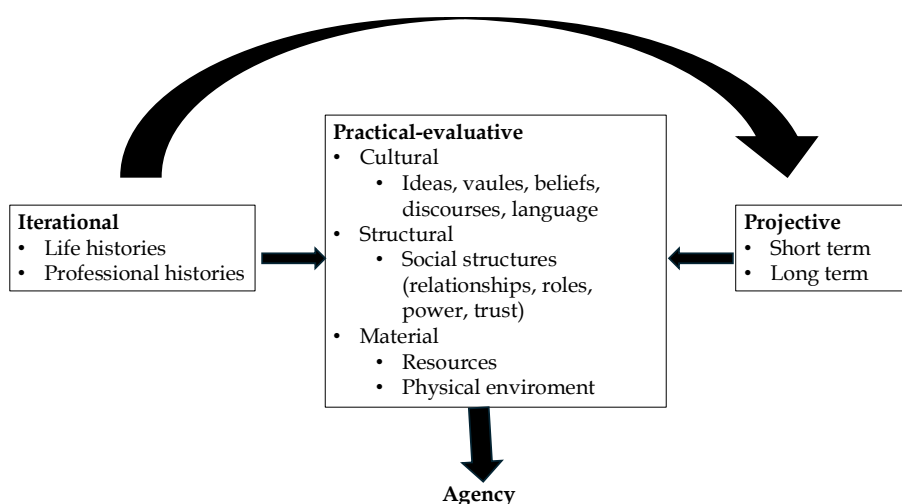 Practical-evaluative
• Cultural
• Ideas, vaules, beliefs,
discourses, language
• Structural
• Social structures
(relationships, roles,
power, trust)
• Material
• Resources
• Physical enviroment
Iterational
• Life histories
• Professional histories
Projective
• Short term
• Long term
Agency